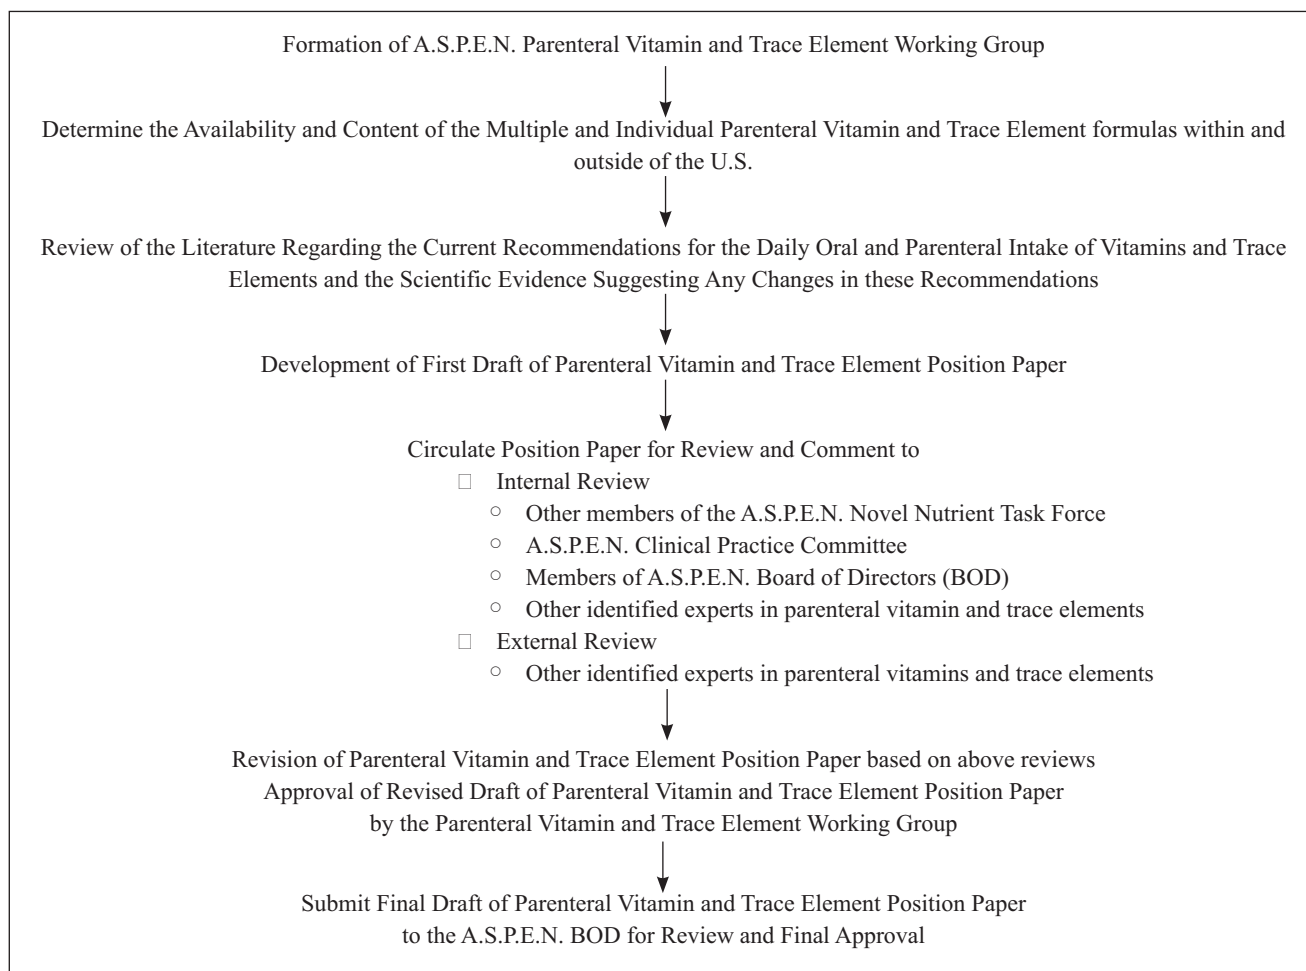 Formation of A.S.P.E.N. Parenteral Vitamin and Trace Element Working Group
Determine the Availability and Content of the Multiple and Individual Parenteral Vitamin and Trace Element formulas within and
outside of the U.S.
Review of the Literature Regarding the Current Recommendations for the Daily Oral and Parenteral Intake of Vitamins and Trace
Elements and the Scientific Evidence Suggesting Any Changes in these Recommendations
Development of First Draft of Parenteral Vitamin and Trace Element Position Paper
Circulate Position Paper for Review and Comment to
□ Internal Review
○ Other members of the A.S.P.E.N. Novel Nutrient Task Force
○ A.S.P.E.N. Clinical Practice Committee
○ Members of A.S.P.E.N. Board of Directors (BOD)
○ Other identified experts in parenteral vitamin and trace elements
□ External Review
○ Other identified experts in parenteral vitamins and trace elements
Revision of Parenteral Vitamin and Trace Element Position Paper based on above reviews
Approval of Revised Draft of Parenteral Vitamin and Trace Element Position Paper
by the Parenteral Vitamin and Trace Element Working Group
Submit Final Draft of Parenteral Vitamin and Trace Element Position Paper
to the A.S.P.E.N. BOD for Review and Final Approval